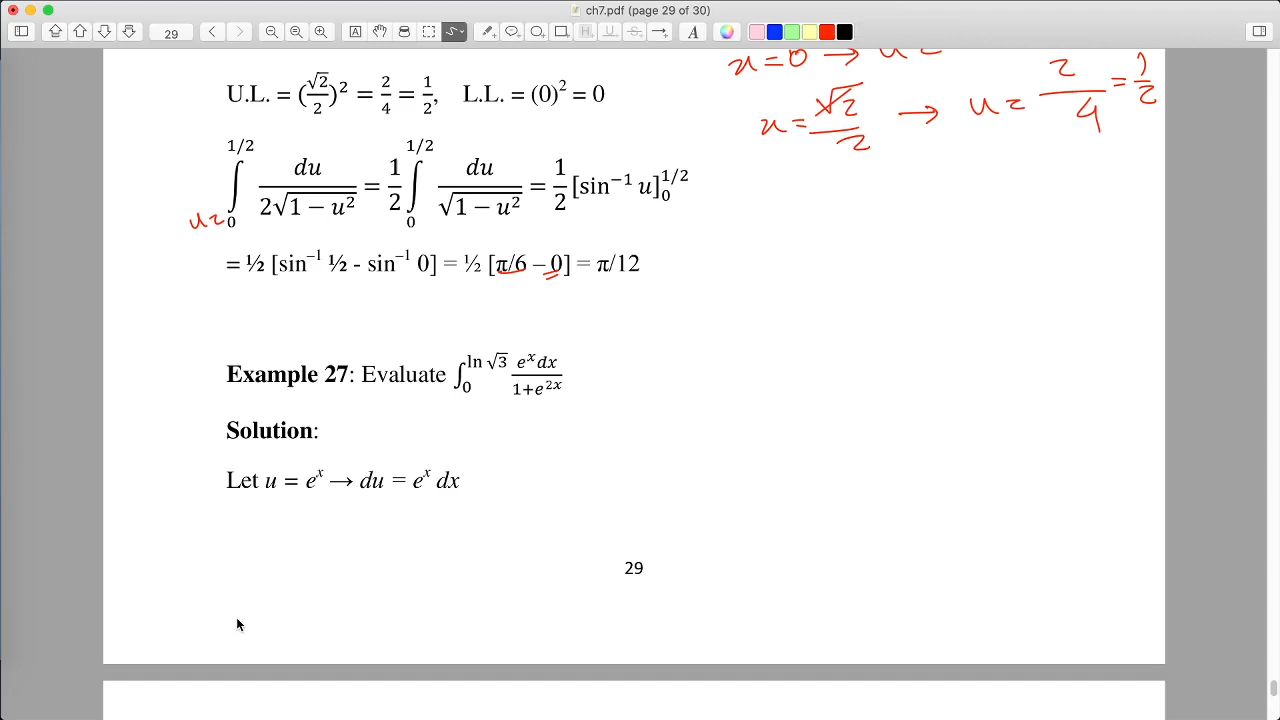 ch7.pdf (page 29 of 30)
29
x = 0 → u =
U.L. = (√2/2)² = 2/4 = 1/2, L.L. = (0)² = 0
x = √2/2 → u = 2/4 = 1/2
∫₀^{1/2} du/(2√(1 − u²)) = 1/2 ∫₀^{1/2} du/√(1 − u²) = 1/2 [sin⁻¹ u]₀^{1/2}
u=
= ½ [sin⁻¹ ½ - sin⁻¹ 0] = ½ [π/6 – 0] = π/12
Example 27: Evaluate ∫₀^{ln √3} eˣdx/(1+e²ˣ)
Solution:
Let u = eˣ → du = eˣ dx
29